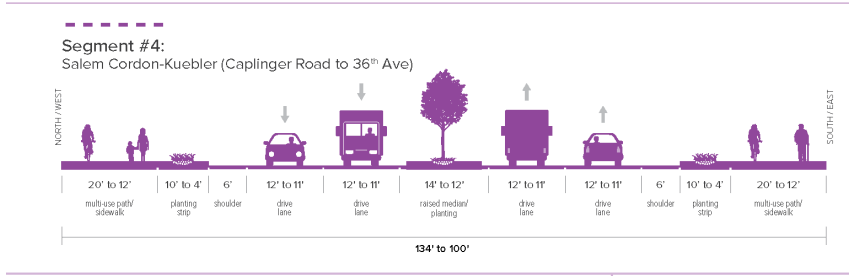 Segment #4:
Salem Cordon-Kuebler (Caplinger Road to 36th Ave)
NORTH / WEST
SOUTH / EAST
20' to 12'
10' to 4'
6'
12' to 11'
12' to 11'
14' to 12'
12' to 11'
12' to 11'
6'
10' to 4'
20' to 12'
multi-use path/
sidewalk
planting
strip
shoulder
drive
lane
drive
lane
raised median/
planting
drive
lane
drive
lane
shoulder
planting
strip
multi-use path/
sidewalk
134' to 100'